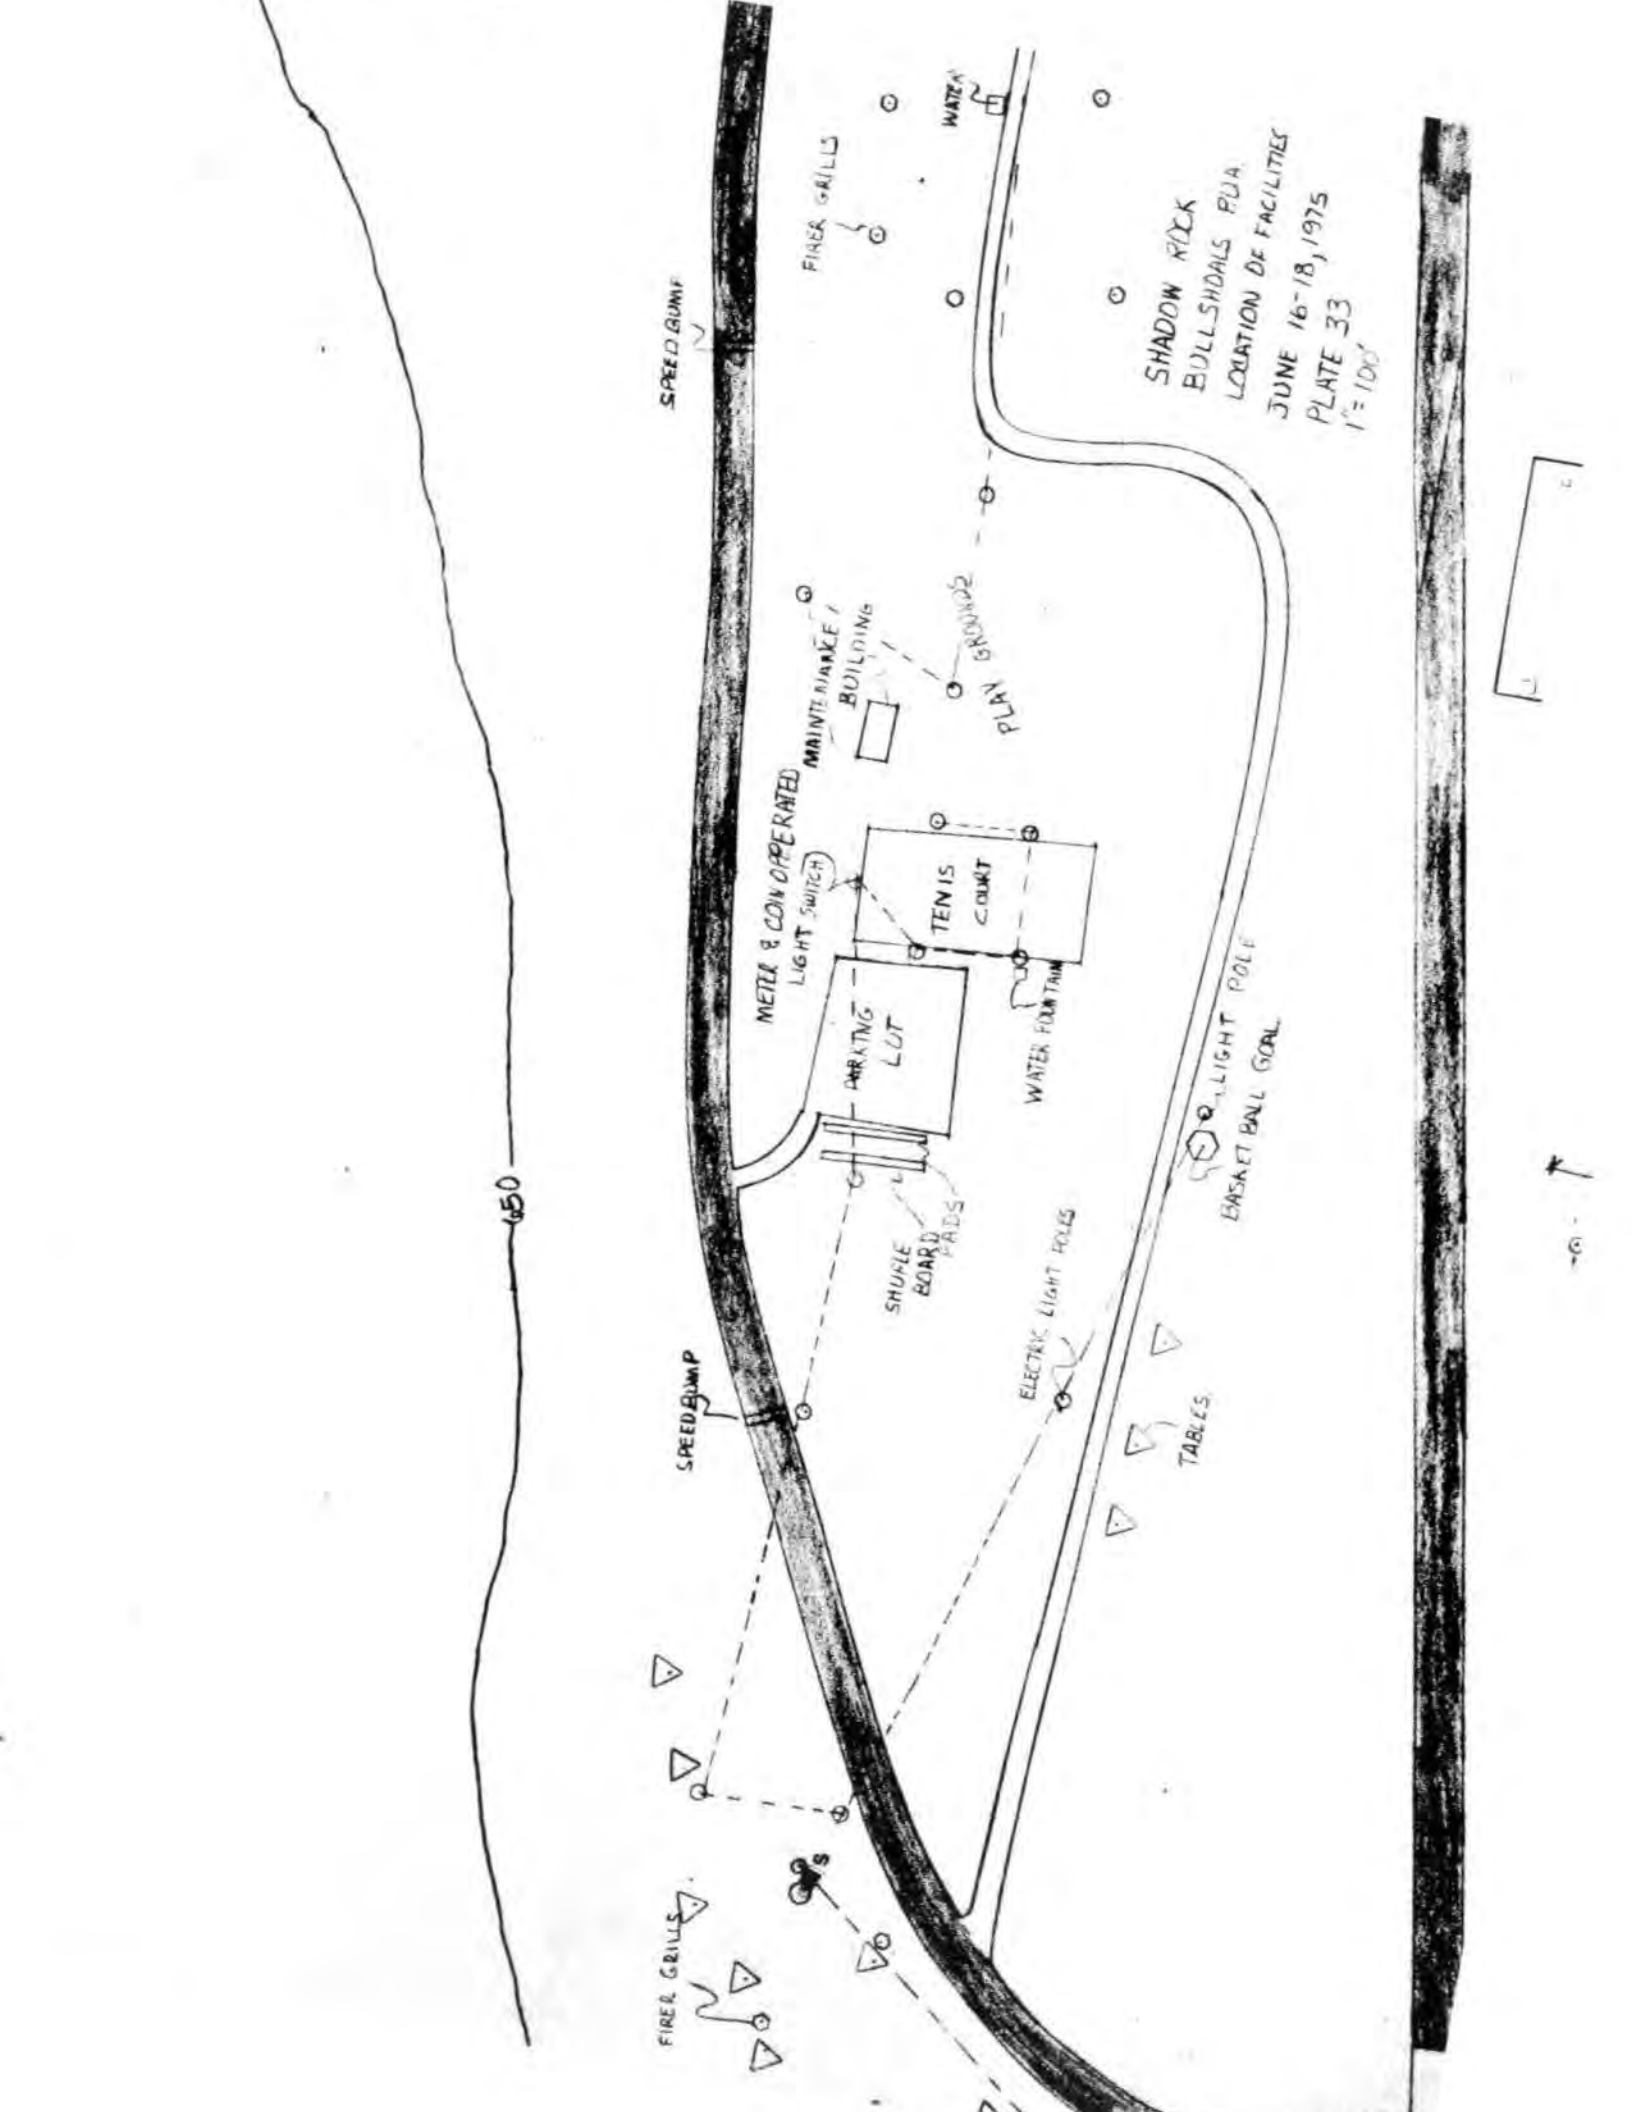 WATER
FIRER GRILLS
SPEED BUMP
SHADOW ROCK
BULLSHOALS P.U.A.
LOCATION OF FACILITIES
JUNE 16-18, 1975
PLATE 33
1"=100'
MAINTENANCE
BUILDING
PLAY GROUNDS
METER & COIN OPPERATED
LIGHT SWITCH
TENIS
COURT
PARKING
LOT
WATER FOUNTAIN
LIGHT POLE
BASKET BALL GOAL
650
SHUFLE
BOARD
PADS
ELECTRIC LIGHT POLES
SPEED BUMP
TABLES
S
FIRER GRILLS